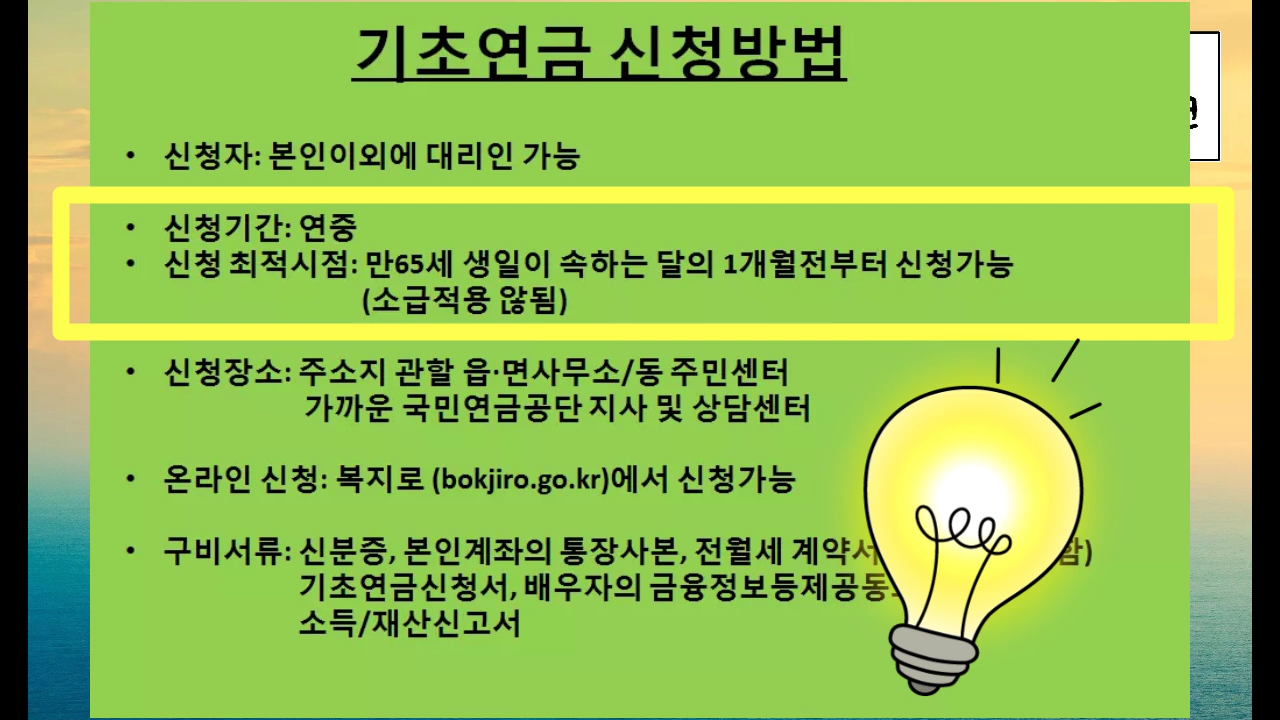 기초연금 신청방법
• 신청자: 본인이외에 대리인 가능
• 신청기간: 연중
• 신청 최적시점: 만65세 생일이 속하는 달의 1개월전부터 신청가능
(소급적용 않됨)
• 신청장소: 주소지 관할 읍·면사무소/동 주민센터
가까운 국민연금공단 지사 및 상담센터
• 온라인 신청: 복지로 (bokjiro.go.kr)에서 신청가능
• 구비서류: 신분증, 본인계좌의 통장사본, 전월세 계약서
기초연금신청서, 배우자의 금융정보등제공동
소득/재산신고서